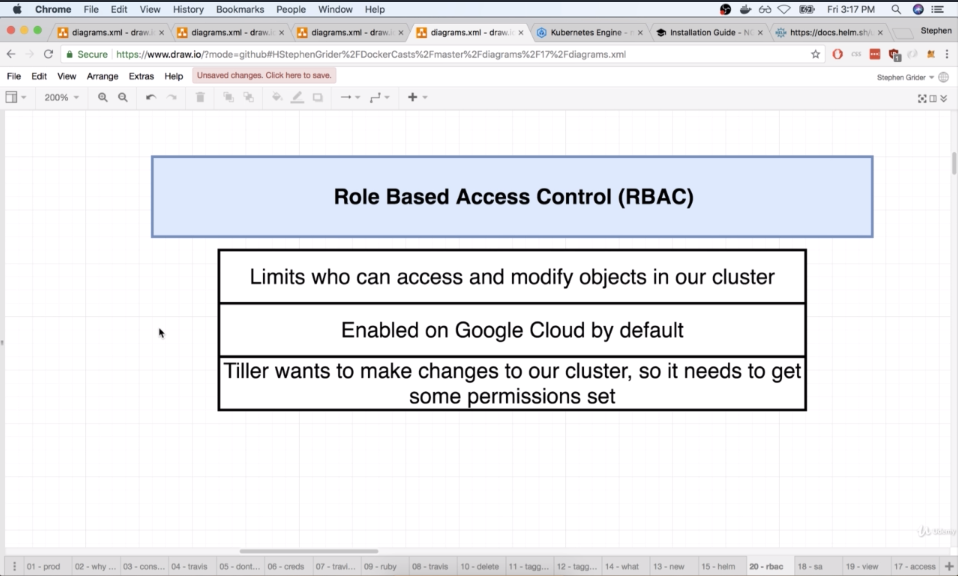 Chrome File Edit View History Bookmarks People Window Help Fri 3:17 PM
diagrams.xml - draw. diagrams.xml - draw. diagrams.xml - draw. diagrams.xml - draw. Kubernetes Engine - Installation Guide - https://docs.helm.sh/ Stephen
Secure https://www.draw.io/?mode=github#HStephenGrider%2FDockerCasts%2Fmaster%2Fdiagrams%2F17%2Fdiagrams.xml
File Edit View Arrange Extras Help Unsaved changes. Click here to save. Stephen Grider
200%
Role Based Access Control (RBAC)
Limits who can access and modify objects in our cluster
Enabled on Google Cloud by default
Tiller wants to make changes to our cluster, so it needs to get
some permissions set
Udemy
01 - prod 02 - why ... 03 - cons... 04 - travis 05 - dont... 06 - creds 07 - travi... 09 - ruby 08 - travis 10 - delete 11 - tagg... 12 - tagg... 14 - what 13 - new 15 - helm 20 - rbac 18 - sa 19 - view 17 - access